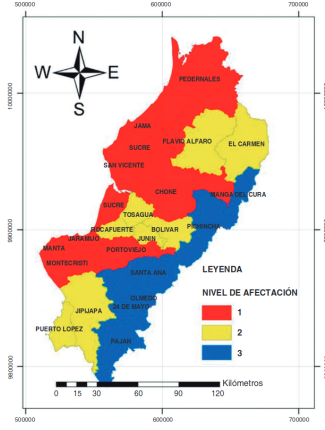 500000 600000 700000
N
W E
S
PEDERNALES
1000000
JAMA
FLAVIO ALFARO
SUCRE
EL CARMEN
SAN VICENTE
CHONE
MANGA DEL CURA
SUCRE
TOSAGUA
PICHINCHA
ROCAFUERTE
BOLIVAR
JARAMIJO
JUNIN
MANTA
PORTOVIEJO
MONTECRISTI
SANTA ANA
LEYENDA
NIVEL DE AFECTACIÓN
OLMEDO
24 DE MAYO
JIPIJAPA
1
PUERTO LOPEZ
2
PAJAN
3
9800000
Kilómetros
0 15 30 60 90 120
500000 600000 700000